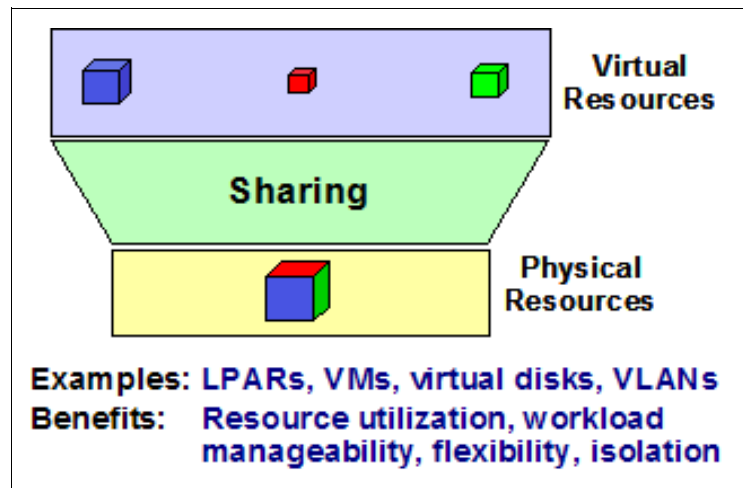 Virtual
Resources
Sharing
Physical
Resources
Examples: LPARs, VMs, virtual disks, VLANs
Benefits: Resource utilization, workload
manageability, flexibility, isolation